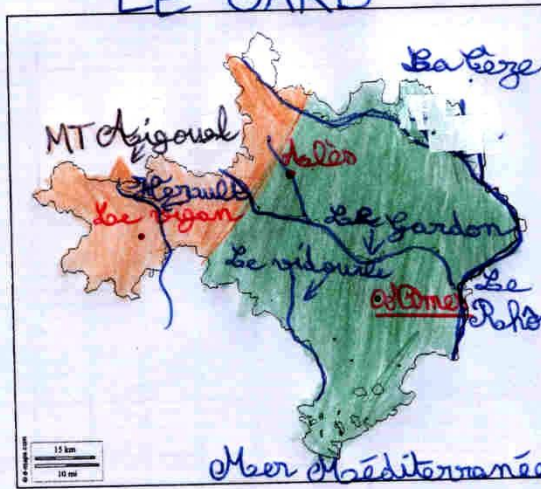 LE GARD
La Cèze
MT Aigoual
Alès
Hérault
Le Vigan
Le Gardon
Le vidourle
Nîmes
Le
Rhô
15 km
10 mi
Mer Méditerranée